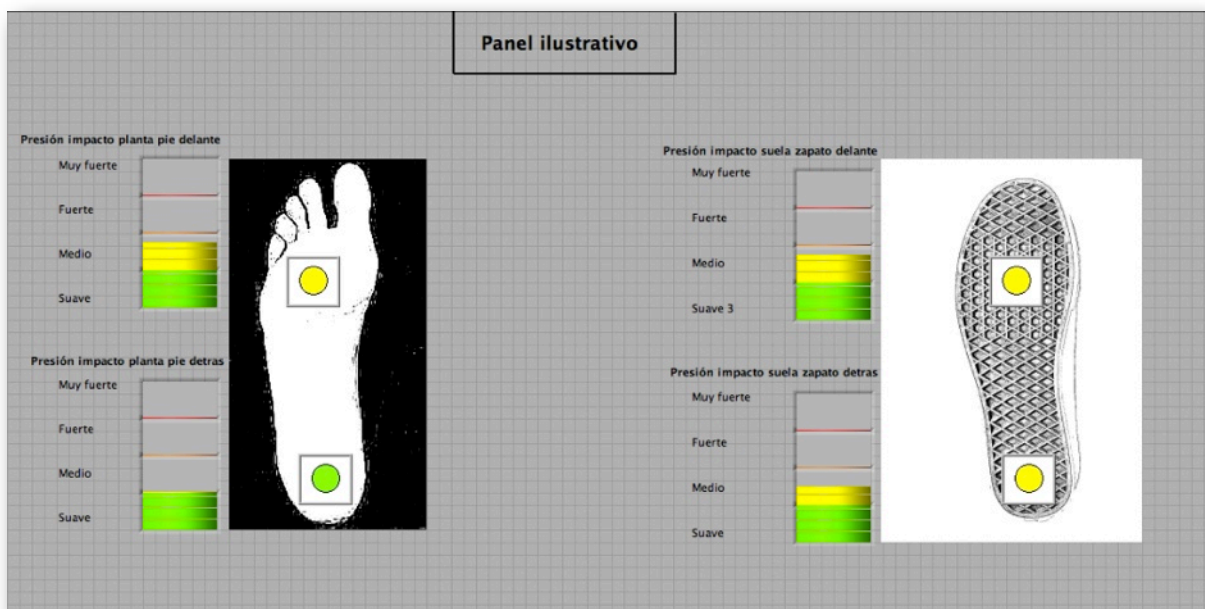 Panel ilustrativo
Presión impacto planta pie delante
Muy fuerte
Fuerte
Medio
Suave
Presión impacto planta pie detras
Muy fuerte
Fuerte
Medio
Suave
Presión impacto suela zapato delante
Muy fuerte
Fuerte
Medio
Suave 3
Presión impacto suela zapato detras
Muy fuerte
Fuerte
Medio
Suave